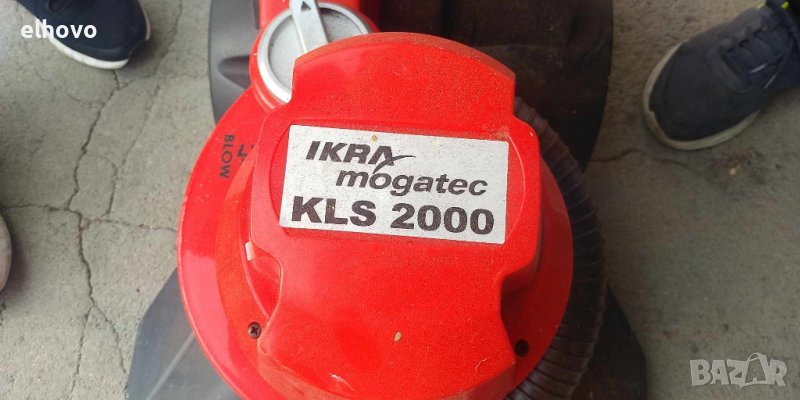 elhovo
BLOW
IKRA
mogatec
KLS 2000
BAZAR